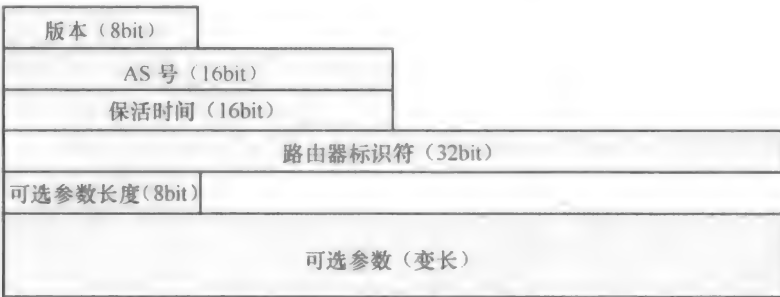 版本（8bit）
AS 号（16bit）
保活时间（16bit）
路由器标识符（32bit）
可选参数长度（8bit）
可选参数（变长）